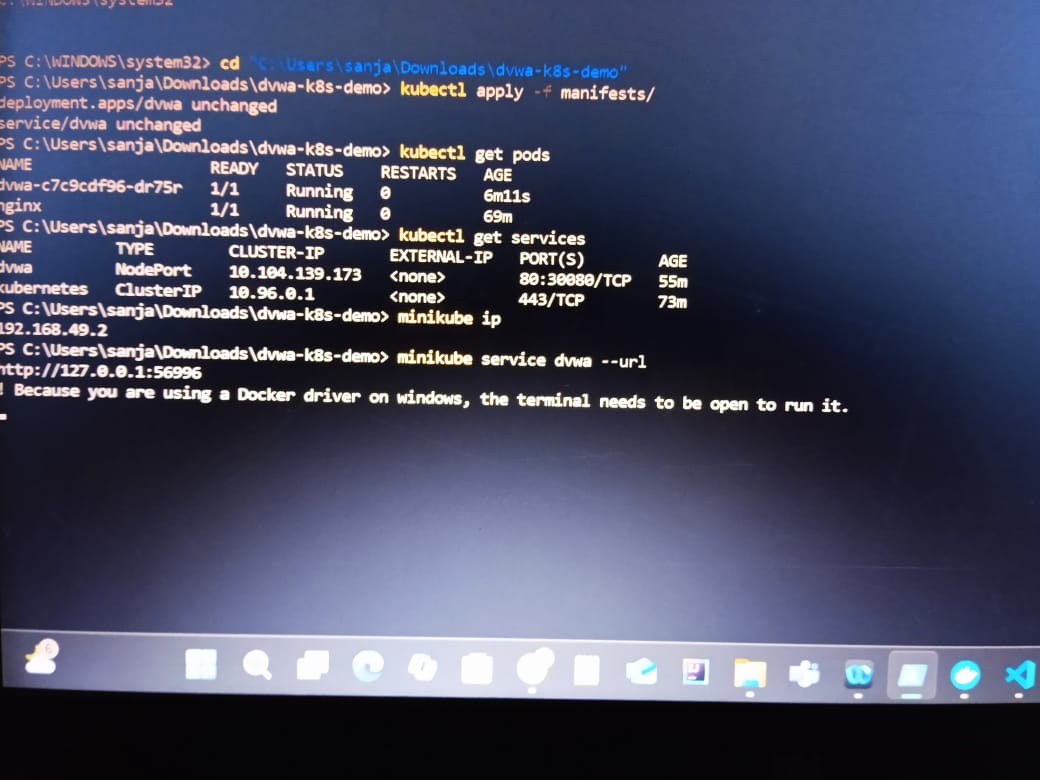 C:\WINDOWS\system32
PS C:\WINDOWS\system32> cd "C:\Users\sanja\Downloads\dvwa-k8s-demo"
PS C:\Users\sanja\Downloads\dvwa-k8s-demo> kubectl apply -f manifests/
deployment.apps/dvwa unchanged
service/dvwa unchanged
PS C:\Users\sanja\Downloads\dvwa-k8s-demo> kubectl get pods
NAME READY STATUS RESTARTS AGE
dvwa-c7c9cdf96-dr75r 1/1 Running 0 6m11s
nginx 1/1 Running 0 69m
PS C:\Users\sanja\Downloads\dvwa-k8s-demo> kubectl get services
NAME TYPE CLUSTER-IP EXTERNAL-IP PORT(S) AGE
dvwa NodePort 10.104.139.173 <none> 80:30080/TCP 55m
kubernetes ClusterIP 10.96.0.1 <none> 443/TCP 73m
PS C:\Users\sanja\Downloads\dvwa-k8s-demo> minikube ip
192.168.49.2
PS C:\Users\sanja\Downloads\dvwa-k8s-demo> minikube service dvwa --url
http://127.0.0.1:56996
! Because you are using a Docker driver on windows, the terminal needs to be open to run it.
6